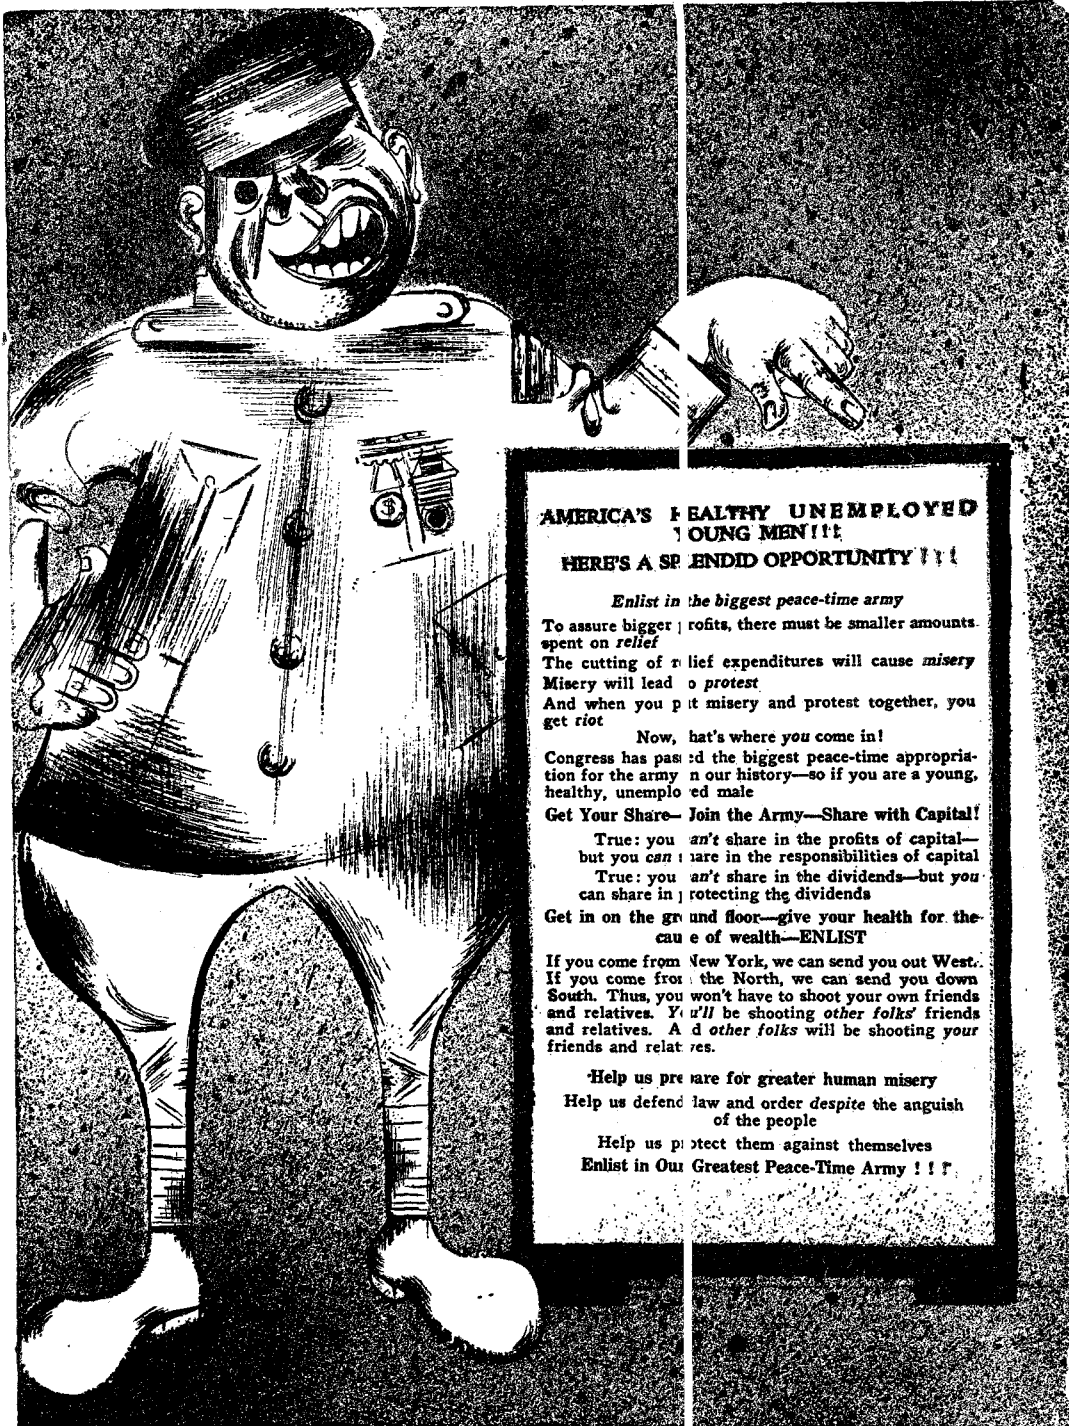 $
AMERICA'S HEALTHY UNEMPLOYED
YOUNG MEN!!!
HERE'S A SPLENDID OPPORTUNITY!!!
Enlist in the biggest peace-time army
To assure bigger profits, there must be smaller amounts
spent on relief
The cutting of relief expenditures will cause misery
Misery will lead to protest
And when you put misery and protest together, you
get riot
Now, that's where you come in!
Congress has passed the biggest peace-time appropria-
tion for the army in our history—so if you are a young,
healthy, unemployed male
Get Your Share—Join the Army—Share with Capital!
True: you can't share in the profits of capital—
but you can share in the responsibilities of capital
True: you can't share in the dividends—but you
can share in protecting the dividends
Get in on the ground floor—give your health for the
cause of wealth—ENLIST
If you come from New York, we can send you out West.
If you come from the North, we can send you down
South. Thus, you won't have to shoot your own friends
and relatives. You'll be shooting other folks' friends
and relatives. And other folks will be shooting your
friends and relatives.
Help us prepare for greater human misery
Help us defend law and order despite the anguish
of the people
Help us protect them against themselves
Enlist in Our Greatest Peace-Time Army ! ! !